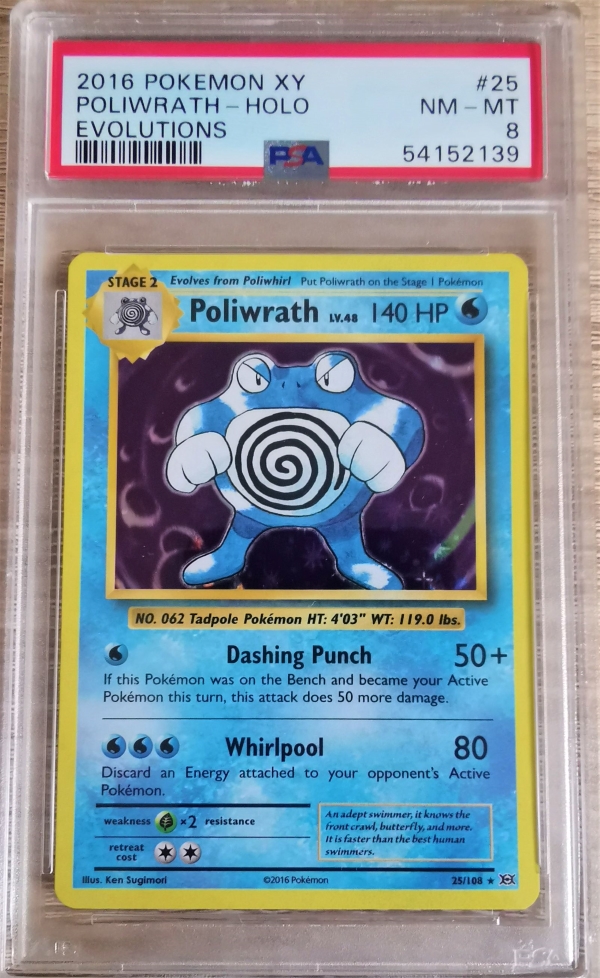 2016 POKEMON XY #25
POLIWRATH - HOLO NM - MT
EVOLUTIONS 8
PSA 54152139
STAGE 2 Evolves from Poliwhirl Put Poliwrath on the Stage 1 Pokémon
Poliwrath LV.48 140 HP
NO. 062 Tadpole Pokémon HT: 4'03" WT: 119.0 lbs.
Dashing Punch 50+
If this Pokémon was on the Bench and became your Active
Pokémon this turn, this attack does 50 more damage.
Whirlpool 80
Discard an Energy attached to your opponent's Active
Pokémon.
weakness ×2 resistance
retreat
cost
An adept swimmer, it knows the
front crawl, butterfly, and more.
It is faster than the best human
swimmers.
Illus. Ken Sugimori ©2016 Pokémon 25/108 ★